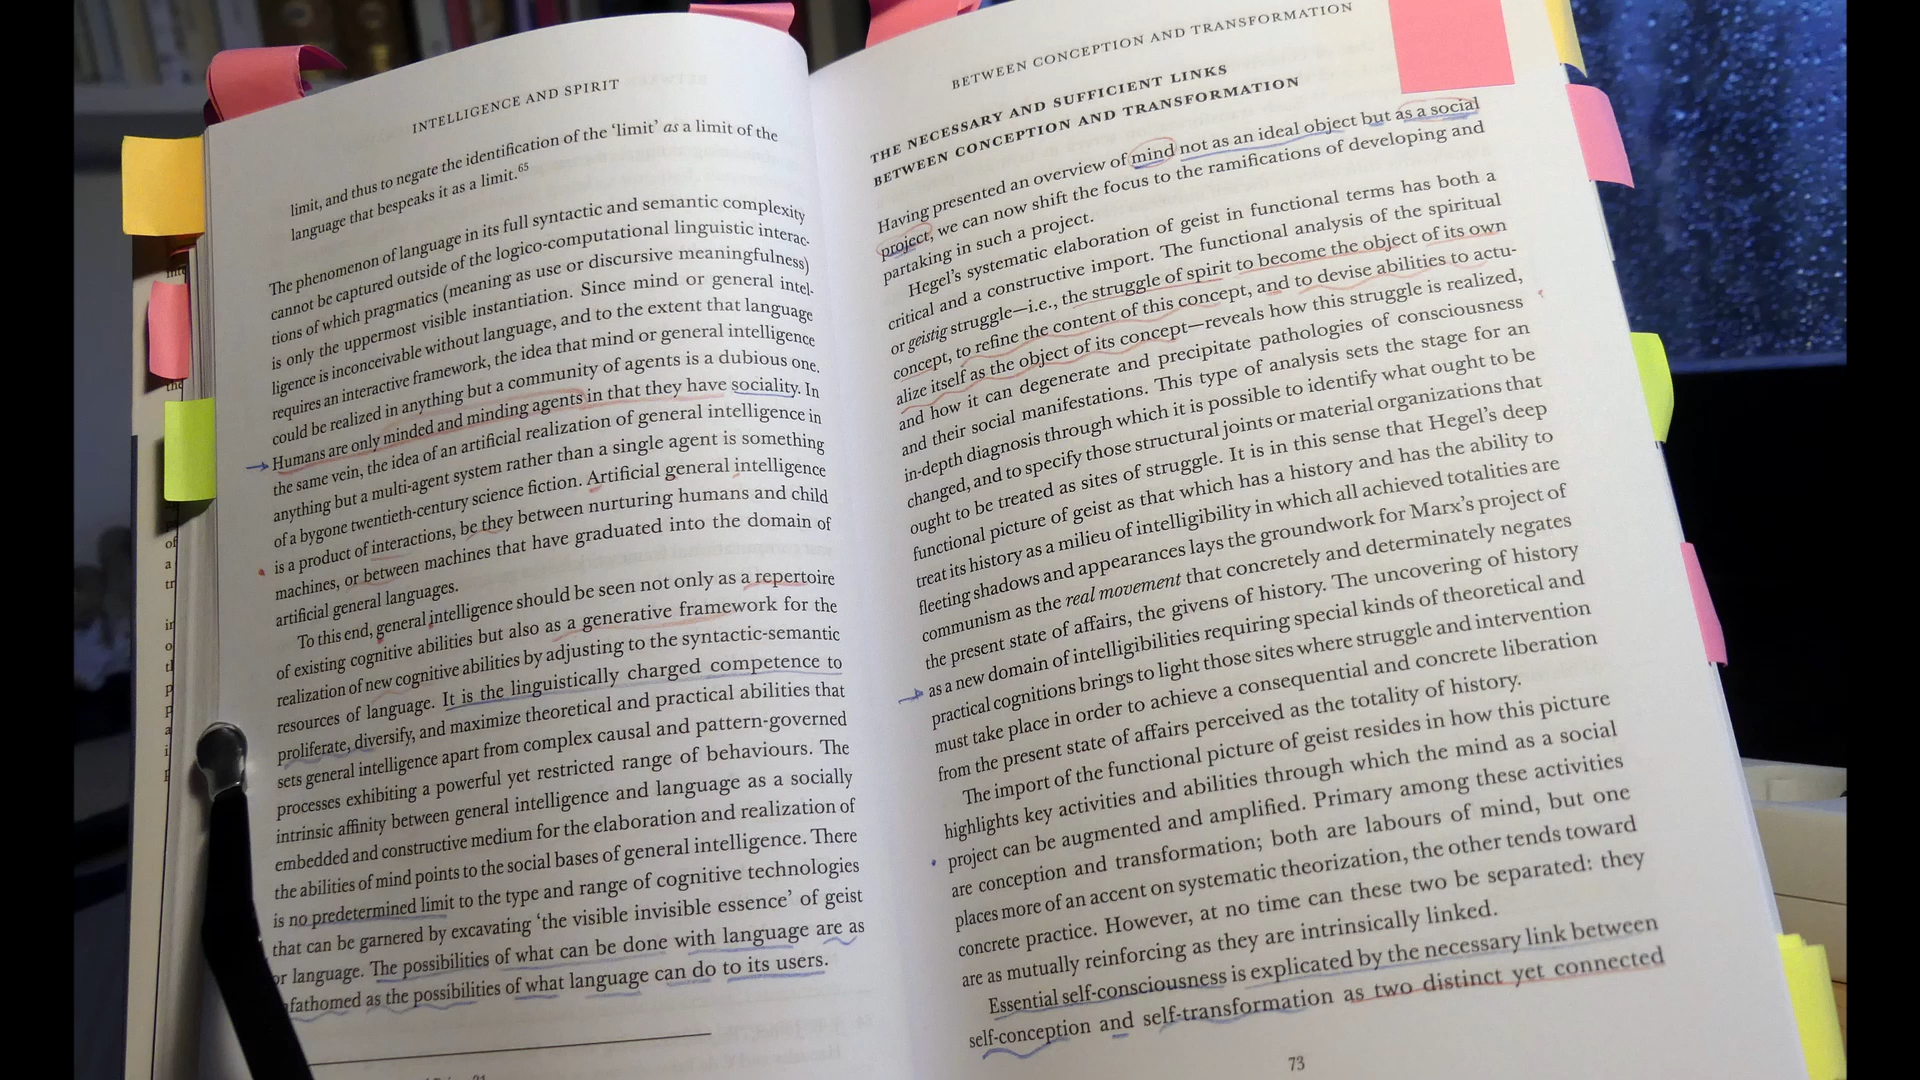 INTELLIGENCE AND SPIRIT
limit, and thus to negate the identification of the ‘limit’ as a limit of the
language that bespeaks it as a limit.65
The phenomenon of language in its full syntactic and semantic complexity
cannot be captured outside of the logico-computational linguistic interac-
tions of which pragmatics (meaning as use or discursive meaningfulness)
is only the uppermost visible instantiation. Since mind or general intel-
ligence is inconceivable without language, and to the extent that language
requires an interactive framework, the idea that mind or general intelligence
could be realized in anything but a community of agents is a dubious one.
Humans are only minded and minding agents in that they have sociality. In
the same vein, the idea of an artificial realization of general intelligence in
anything but a multi-agent system rather than a single agent is something
of a bygone twentieth-century science fiction. Artificial general intelligence
is a product of interactions, be they between nurturing humans and child
machines, or between machines that have graduated into the domain of
artificial general languages.
To this end, general intelligence should be seen not only as a repertoire
of existing cognitive abilities but also as a generative framework for the
realization of new cognitive abilities by adjusting to the syntactic-semantic
resources of language. It is the linguistically charged competence to
proliferate, diversify, and maximize theoretical and practical abilities that
sets general intelligence apart from complex causal and pattern-governed
processes exhibiting a powerful yet restricted range of behaviours. The
intrinsic affinity between general intelligence and language as a socially
embedded and constructive medium for the elaboration and realization of
the abilities of mind points to the social bases of general intelligence. There
is no predetermined limit to the type and range of cognitive technologies
that can be garnered by excavating ‘the visible invisible essence’ of geist
or language. The possibilities of what can be done with language are as
fathomed as the possibilities of what language can do to its users.
BETWEEN CONCEPTION AND TRANSFORMATION
THE NECESSARY AND SUFFICIENT LINKS
BETWEEN CONCEPTION AND TRANSFORMATION
Having presented an overview of mind not as an ideal object but as a social
project, we can now shift the focus to the ramifications of developing and
partaking in such a project.
Hegel’s systematic elaboration of geist in functional terms has both a
critical and a constructive import. The functional analysis of the spiritual
or geistig struggle—i.e., the struggle of spirit to become the object of its own
concept, to refine the content of this concept, and to devise abilities to actu-
alize itself as the object of its concept—reveals how this struggle is realized,
and how it can degenerate and precipitate pathologies of consciousness
and their social manifestations. This type of analysis sets the stage for an
in-depth diagnosis through which it is possible to identify what ought to be
changed, and to specify those structural joints or material organizations that
ought to be treated as sites of struggle. It is in this sense that Hegel’s deep
functional picture of geist as that which has a history and has the ability to
treat its history as a milieu of intelligibility in which all achieved totalities are
fleeting shadows and appearances lays the groundwork for Marx’s project of
communism as the real movement that concretely and determinately negates
the present state of affairs, the givens of history. The uncovering of history
as a new domain of intelligibilities requiring special kinds of theoretical and
practical cognitions brings to light those sites where struggle and intervention
must take place in order to achieve a consequential and concrete liberation
from the present state of affairs perceived as the totality of history.
The import of the functional picture of geist resides in how this picture
highlights key activities and abilities through which the mind as a social
project can be augmented and amplified. Primary among these activities
are conception and transformation; both are labours of mind, but one
places more of an accent on systematic theorization, the other tends toward
concrete practice. However, at no time can these two be separated: they
are as mutually reinforcing as they are intrinsically linked.
Essential self-consciousness is explicated by the necessary link between
self-conception and self-transformation as two distinct yet connected
73